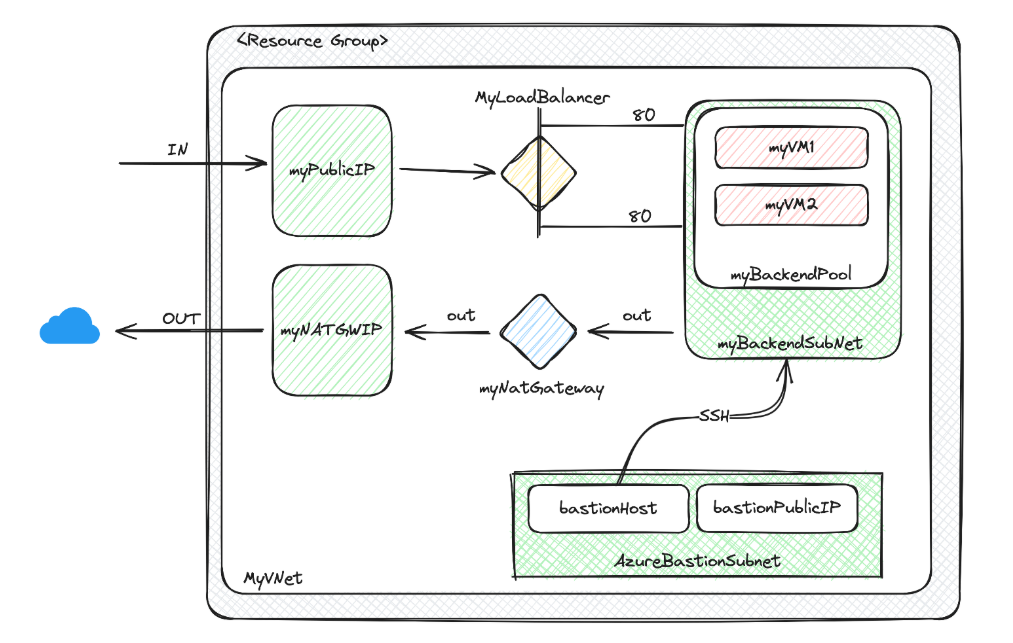 <Resource Group>
MyLoadBalancer
80
IN
myPublicIP
myVM1
myVM2
80
myBackendPool
OUT
myNATGWIP
out
out
myBackendSubNet
myNatGateway
SSH
bastionHost
bastionPublicIP
AzureBastionSubnet
MyVNet